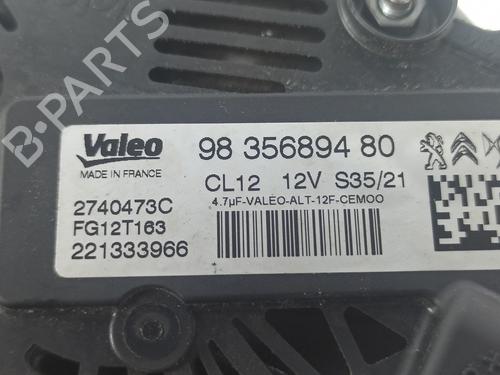 B-PARTS
Valeo
MADE IN FRANCE
98 356894 80
CL12 12V S35/21
4.7µF-VALEO-ALT-12F-CEMOO
2740473C
FG12T163
221333966